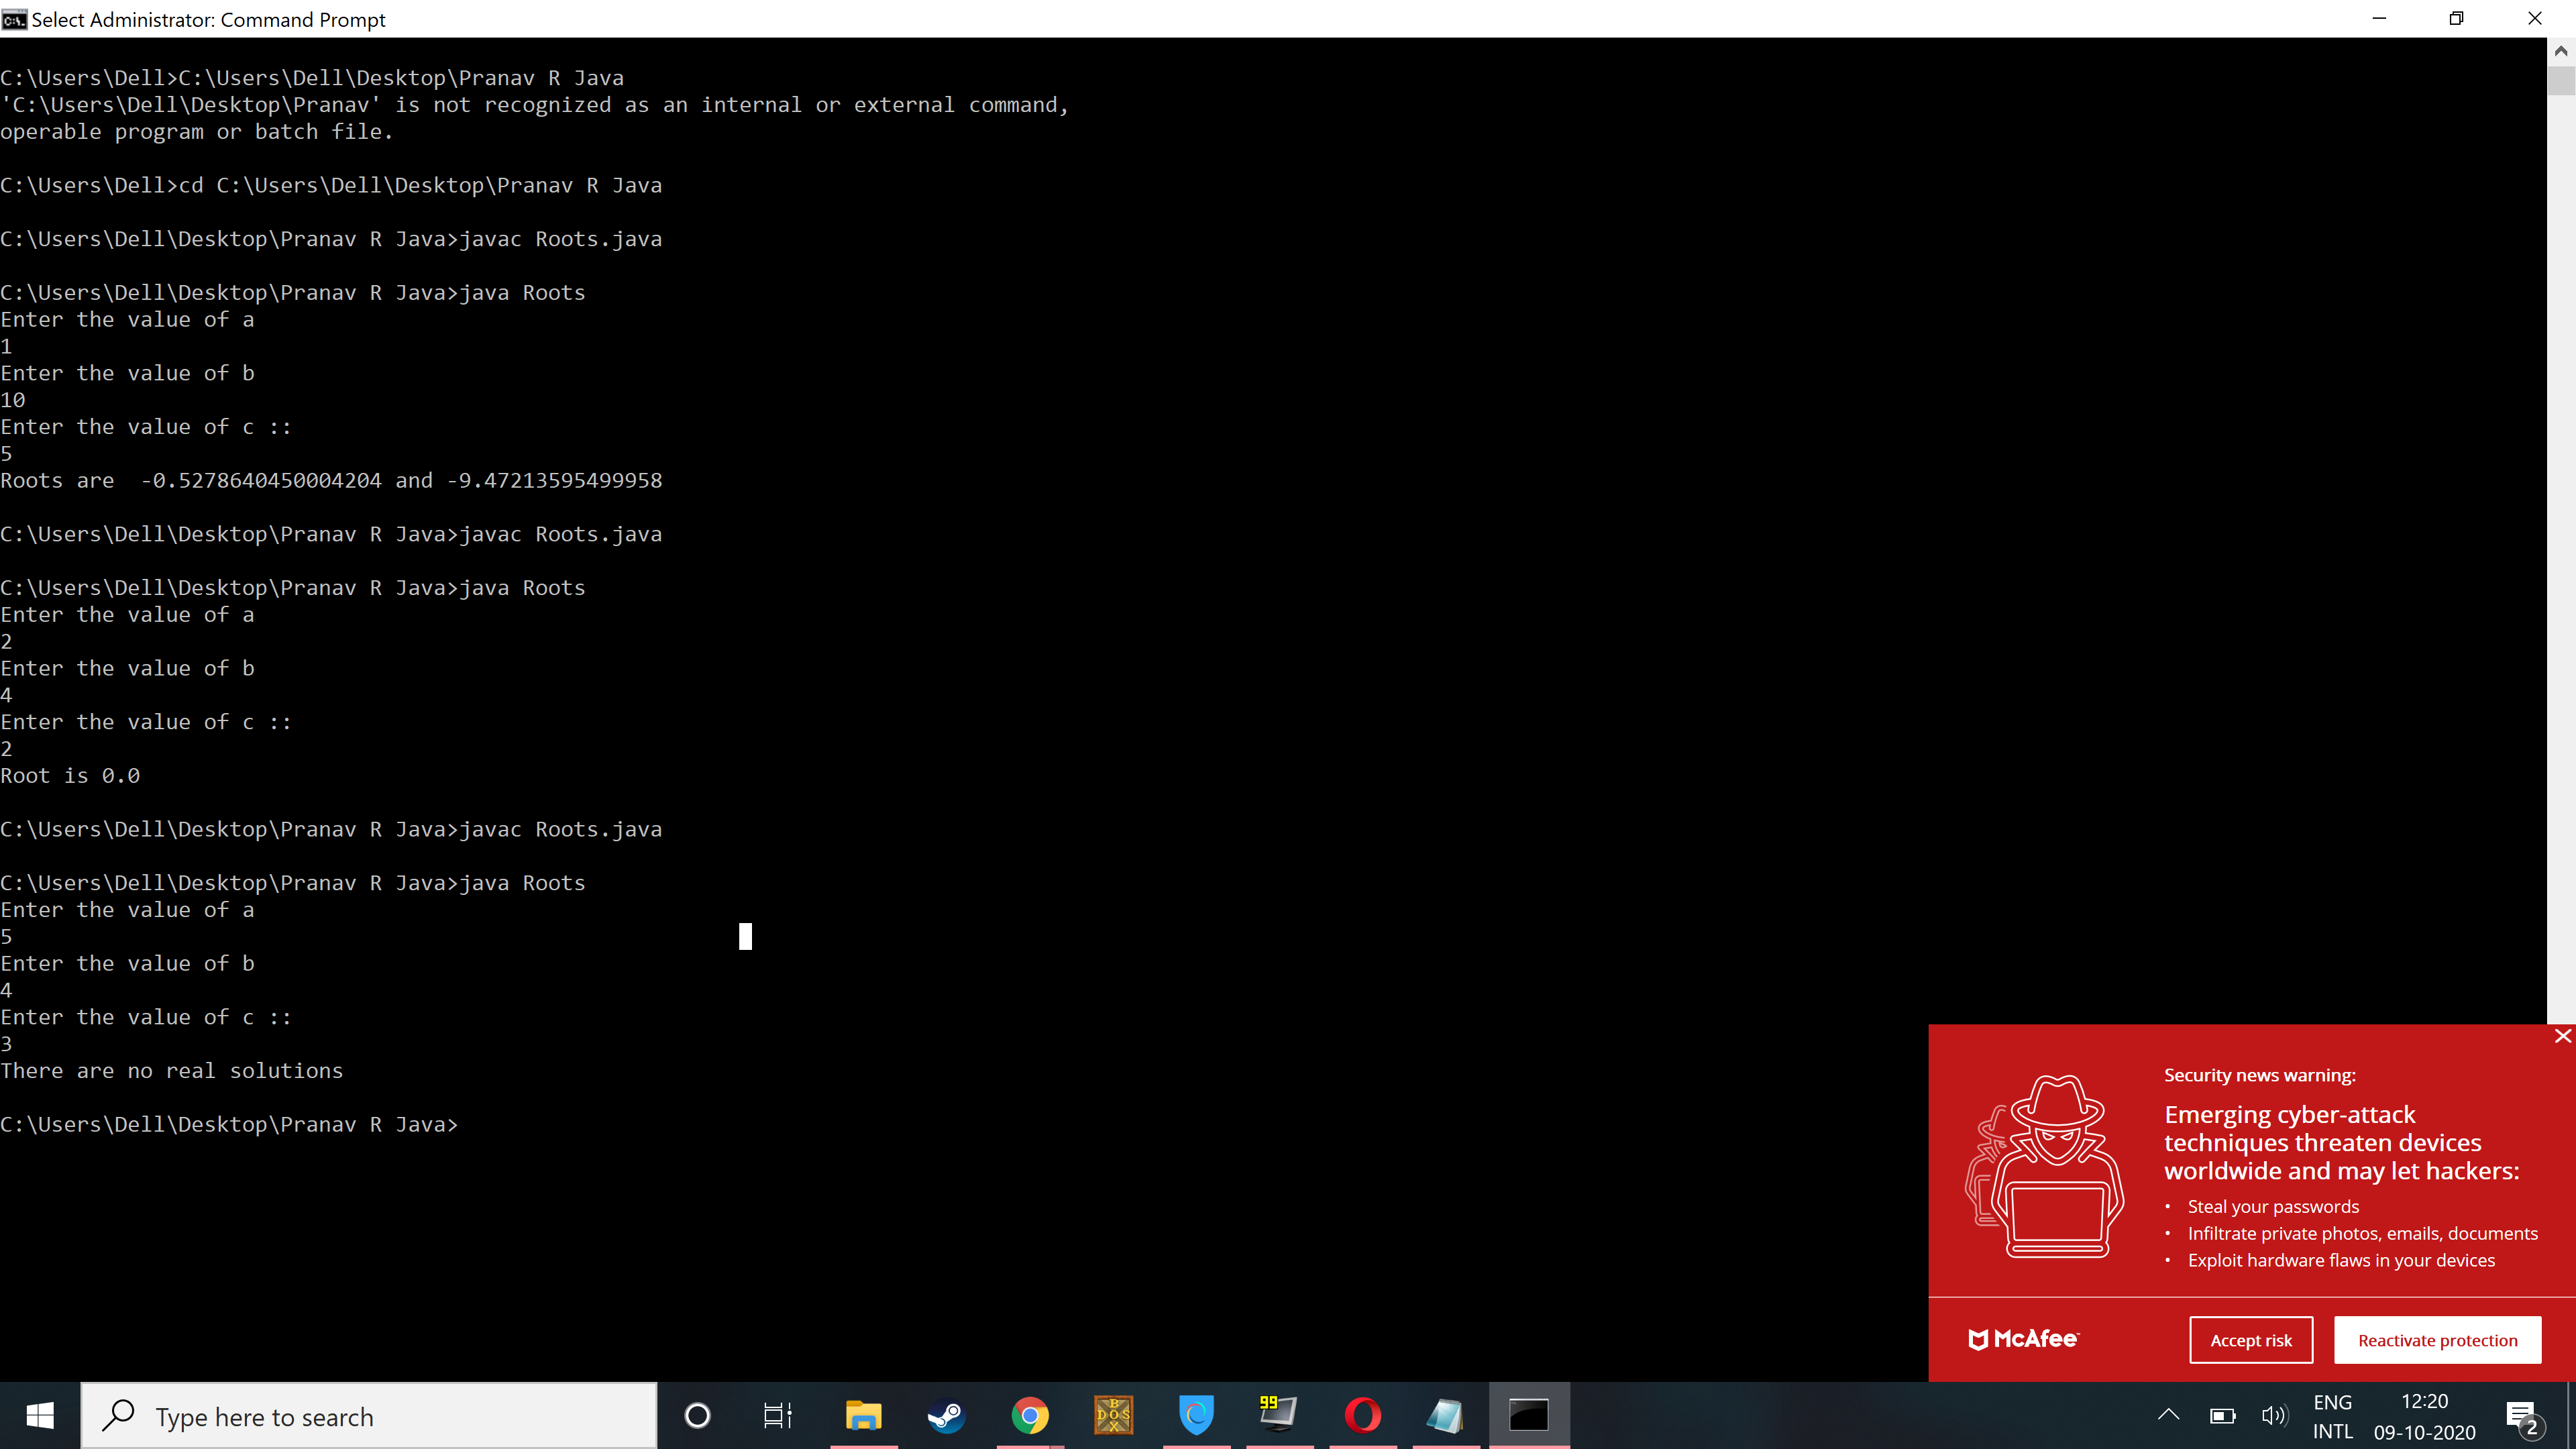 Select Administrator: Command Prompt
C:\Users\Dell>C:\Users\Dell\Desktop\Pranav R Java
'C:\Users\Dell\Desktop\Pranav' is not recognized as an internal or external command,
operable program or batch file.
C:\Users\Dell>cd C:\Users\Dell\Desktop\Pranav R Java
C:\Users\Dell\Desktop\Pranav R Java>javac Roots.java
C:\Users\Dell\Desktop\Pranav R Java>java Roots
Enter the value of a
1
Enter the value of b
10
Enter the value of c ::
5
Roots are  -0.5278640450004204 and -9.47213595499958
C:\Users\Dell\Desktop\Pranav R Java>javac Roots.java
C:\Users\Dell\Desktop\Pranav R Java>java Roots
Enter the value of a
2
Enter the value of b
4
Enter the value of c ::
2
Root is 0.0
C:\Users\Dell\Desktop\Pranav R Java>javac Roots.java
C:\Users\Dell\Desktop\Pranav R Java>java Roots
Enter the value of a
5
Enter the value of b
4
Enter the value of c ::
3
There are no real solutions
C:\Users\Dell\Desktop\Pranav R Java>
Security news warning:
Emerging cyber-attack
techniques threaten devices
worldwide and may let hackers:
• Steal your passwords
• Infiltrate private photos, emails, documents
• Exploit hardware flaws in your devices
McAfee™
Accept risk
Reactivate protection
Type here to search
BOX
DOS
99
ENG
INTL
12:20
09-10-2020
2